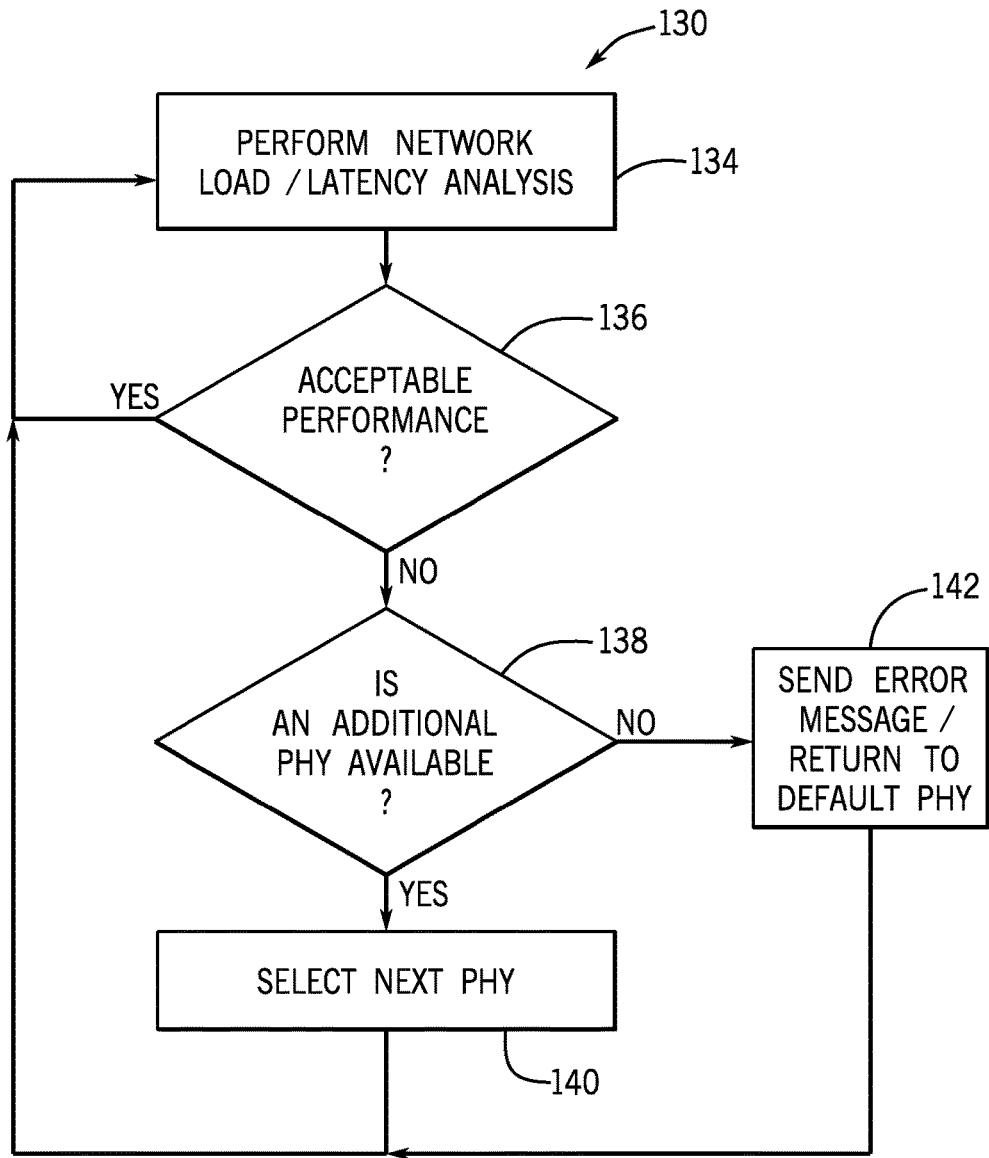 130
PERFORM NETWORK
LOAD / LATENCY ANALYSIS
134
136
ACCEPTABLE
PERFORMANCE
?
YES
NO
138
IS
AN ADDITIONAL
PHY AVAILABLE
?
NO
142
SEND ERROR
MESSAGE /
RETURN TO
DEFAULT PHY
YES
SELECT NEXT PHY
140